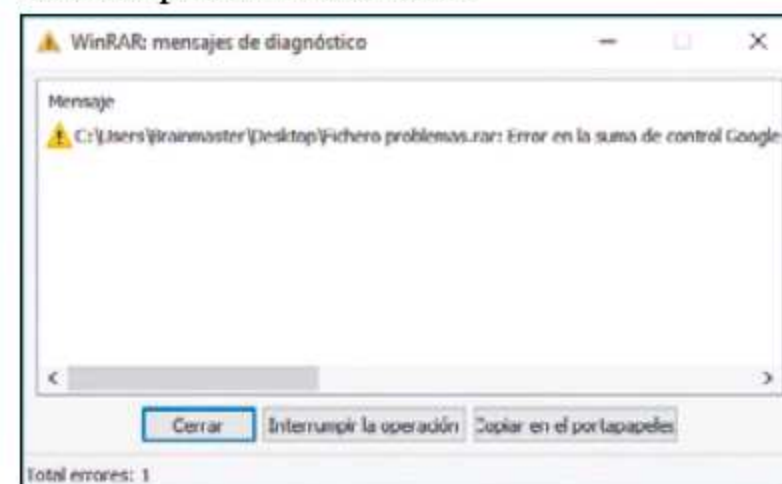 WinRAR: mensajes de diagnóstico
Mensaje
C:\Users\Brainmaster\Desktop\Fichero problemas.rar: Error en la suma de control Google
Cerrar
Interrumpir la operación
Copiar en el portapapeles
Total errores: 1